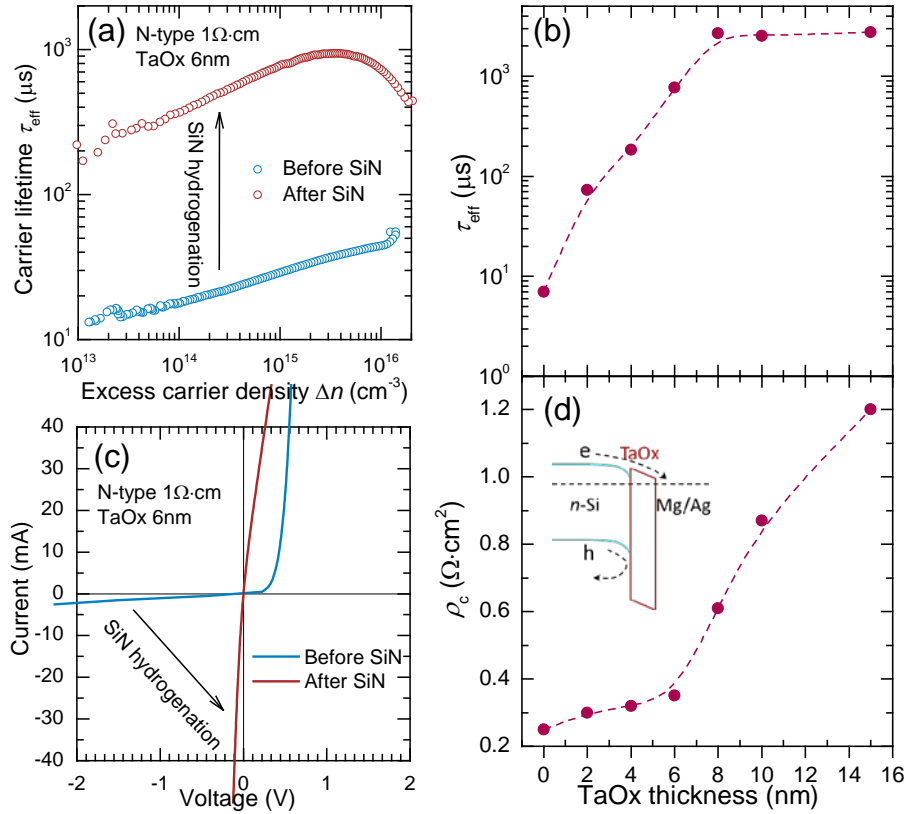 (a)
N-type 1Ω·cm
TaOx 6nm
10³
10²
10¹
Carrier lifetime τeff (μs)
SiN hydrogenation
Before SiN
After SiN
10¹³
10¹⁴
10¹⁵
10¹⁶
Excess carrier density Δn (cm⁻³)
(b)
10³
10²
10¹
10⁰
τeff (μs)
(c)
N-type 1Ω·cm
TaOx 6nm
40
30
20
10
0
-10
-20
-30
-40
Current (mA)
SiN hydrogenation
Before SiN
After SiN
-2
-1
0
1
2
Voltage (V)
(d)
1.2
1.0
0.8
0.6
0.4
0.2
ρc (Ω·cm²)
e
TaOx
n-Si
Mg/Ag
h
0
2
4
6
8
10
12
14
16
TaOx thickness (nm)